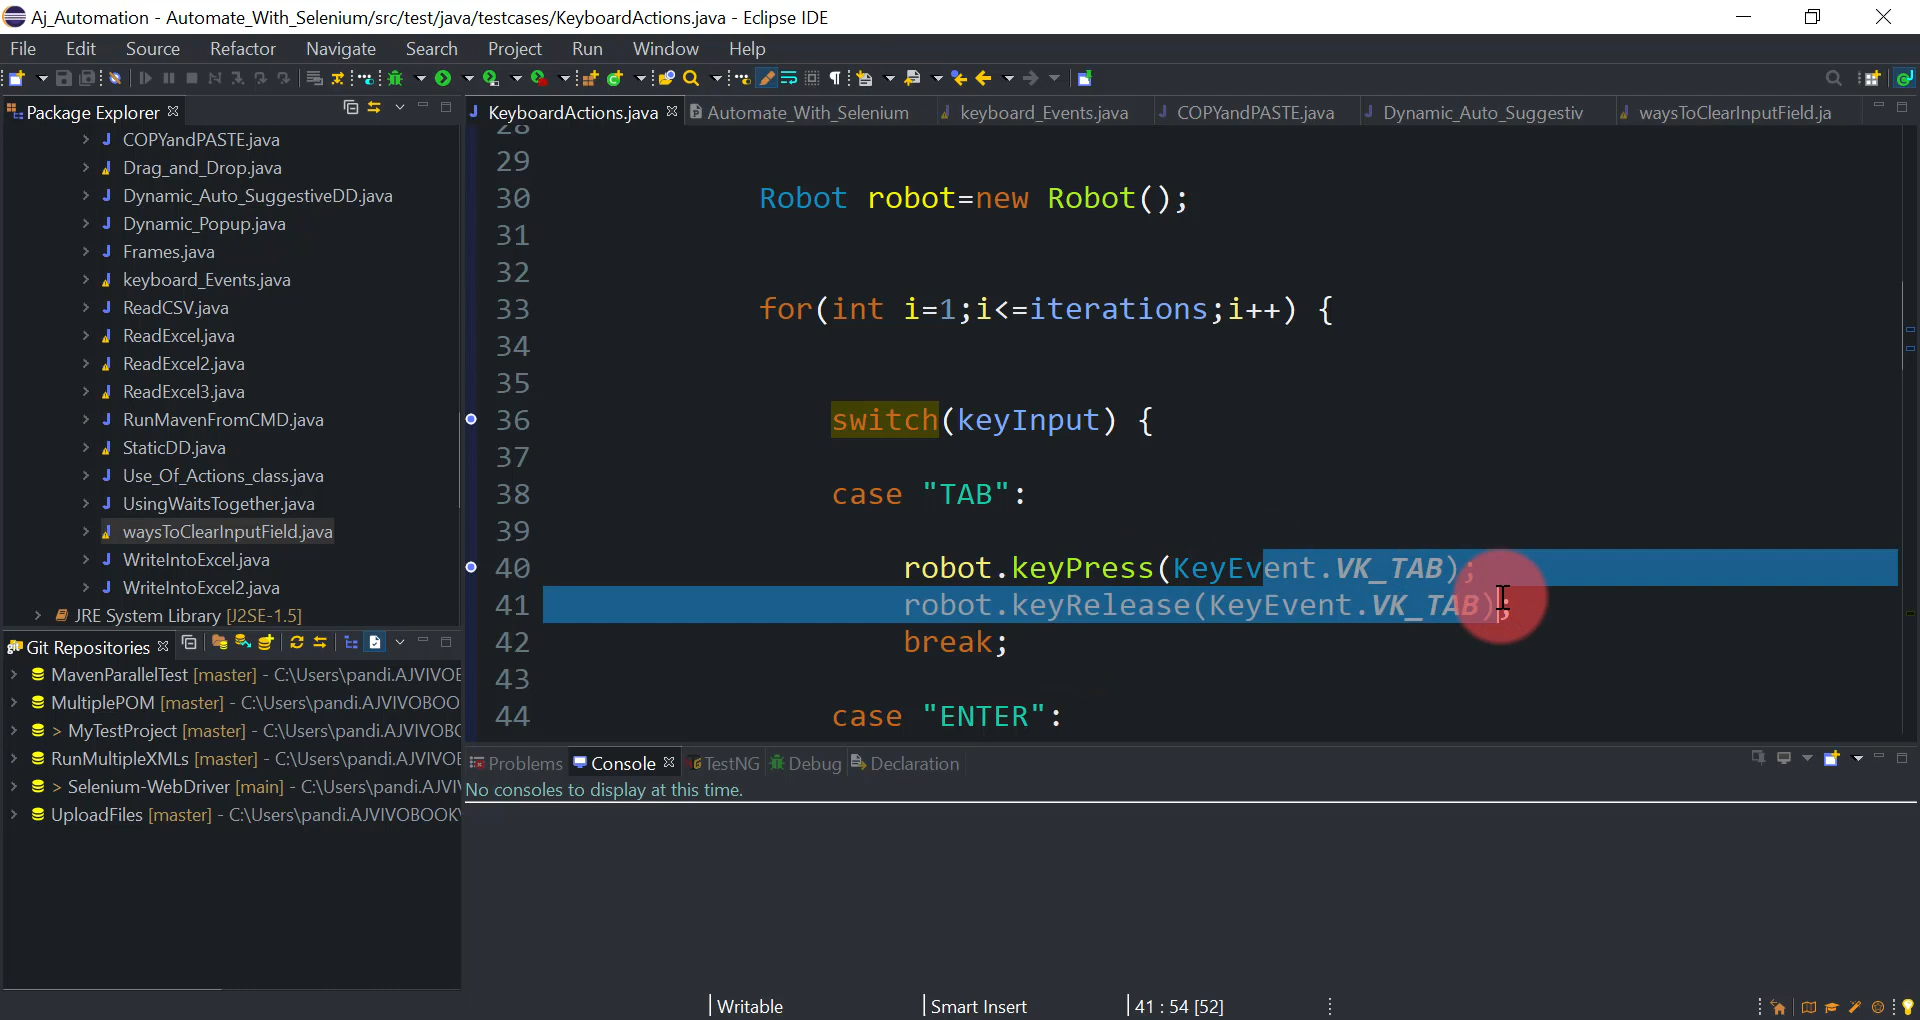 Aj_Automation - Automate_With_Selenium/src/test/java/testcases/KeyboardActions.java - Eclipse IDE
File Edit Source Refactor Navigate Search Project Run Window Help
Package Explorer
COPYandPASTE.java
Drag_and_Drop.java
Dynamic_Auto_SuggestiveDD.java
Dynamic_Popup.java
Frames.java
keyboard_Events.java
ReadCSV.java
ReadExcel.java
ReadExcel2.java
ReadExcel3.java
RunMavenFromCMD.java
StaticDD.java
Use_Of_Actions_class.java
UsingWaitsTogether.java
waysToClearInputField.java
WriteIntoExcel.java
WriteIntoExcel2.java
JRE System Library [J2SE-1.5]
Git Repositories
MavenParallelTest [master] - C:\Users\pandi.AJVIVOE
MultiplePOM [master] - C:\Users\pandi.AJVIVOBOO
> MyTestProject [master] - C:\Users\pandi.AJVIVOBC
RunMultipleXMLs [master] - C:\Users\pandi.AJVIVOB
> Selenium-WebDriver [main] - C:\Users\pandi.AJVI
UploadFiles [master] - C:\Users\pandi.AJVIVOBOOK
KeyboardActions.java Automate_With_Selenium keyboard_Events.java COPYandPASTE.java Dynamic_Auto_Suggestiv waysToClearInputField.ja
28
29
30 Robot robot=new Robot();
31
32
33 for(int i=1;i<=iterations;i++) {
34
35
36 switch(keyInput) {
37
38 case "TAB":
39
40 robot.keyPress(KeyEvent.VK_TAB);
41 robot.keyRelease(KeyEvent.VK_TAB);
42 break;
43
44 case "ENTER":
Problems Console TestNG Debug Declaration
No consoles to display at this time.
Writable Smart Insert 41 : 54 [52]